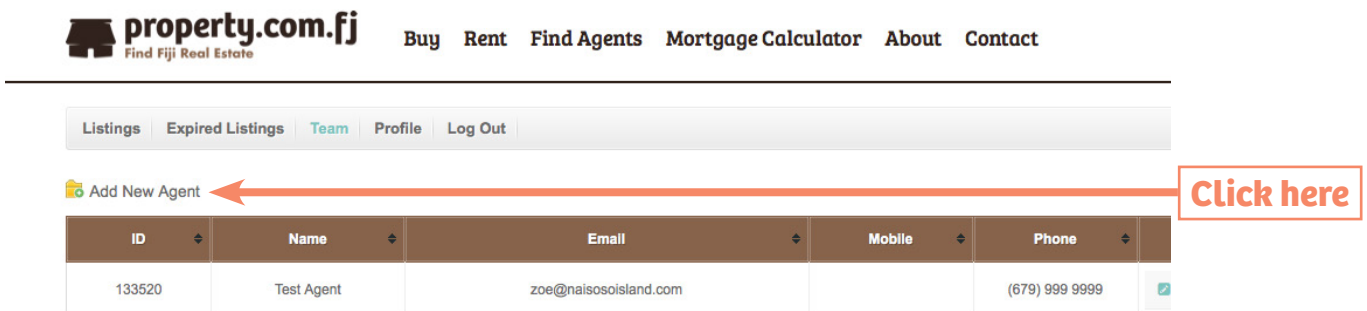 property.com.fj
Find Fiji Real Estate
Buy Rent Find Agents Mortgage Calculator About Contact
Listings Expired Listings Team Profile Log Out
Add New Agent
Click here
ID Name Email Mobile Phone
133520 Test Agent zoe@naisosoisland.com (679) 999 9999